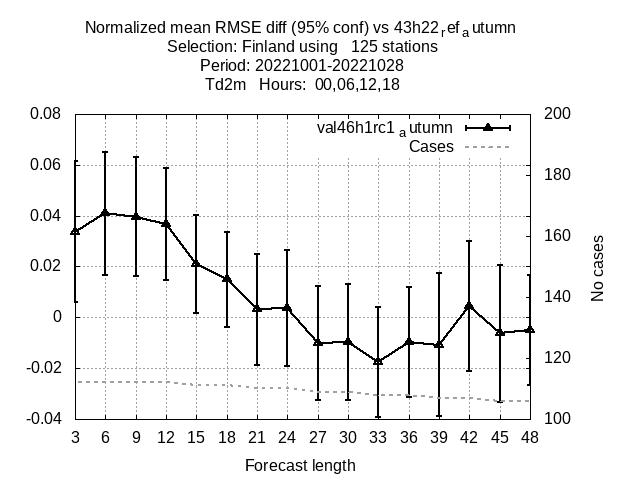 Normalized mean RMSE diff (95% conf) vs 43h22refautumn
Selection: Finland using 125 stations
Period: 20221001-20221028
Td2m Hours: 00,06,12,18
0.08
0.06
0.04
0.02
0
-0.02
-0.04
200
180
160
140
120
100
val46h1rc1autumn
Cases
No cases
3 6 9 12 15 18 21 24 27 30 33 36 39 42 45 48
Forecast length